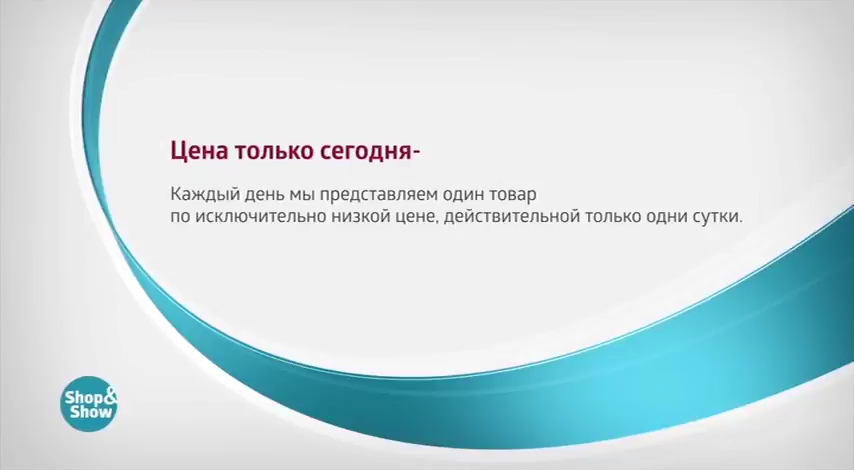 Цена только сегодня-
Каждый день мы представляем один товар
по исключительно низкой цене, действительной только одни сутки.
Shop&
Show